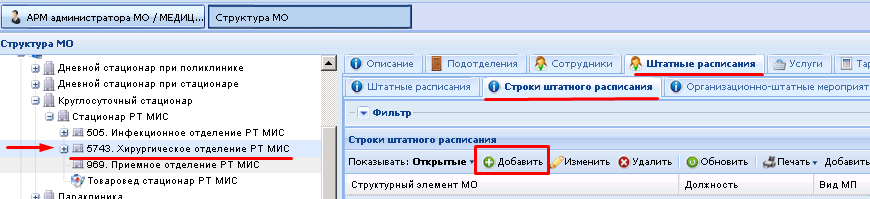 АРМ администратора МО / МЕДИЦ... Структура МО
Структура МО
Дневной стационар при поликлинике
Дневной стационар при стационаре
Круглосуточный стационар
Стационар РТ МИС
505. Инфекционное отделение РТ МИС
5743. Хирургическое отделение РТ МИС
969. Приемное отделение РТ МИС
Товаровед стационар РТ МИС
Параклиника
Описание Подотделения Сотрудники Штатные расписания Услуги Та
Штатные расписания Строки штатного расписания Организационно-штатные мероприят
Фильтр
Строки штатного расписания
Показывать: Открытые Добавить Изменить Удалить Обновить Печать Добавить
Структурный элемент МО Должность Вид МП